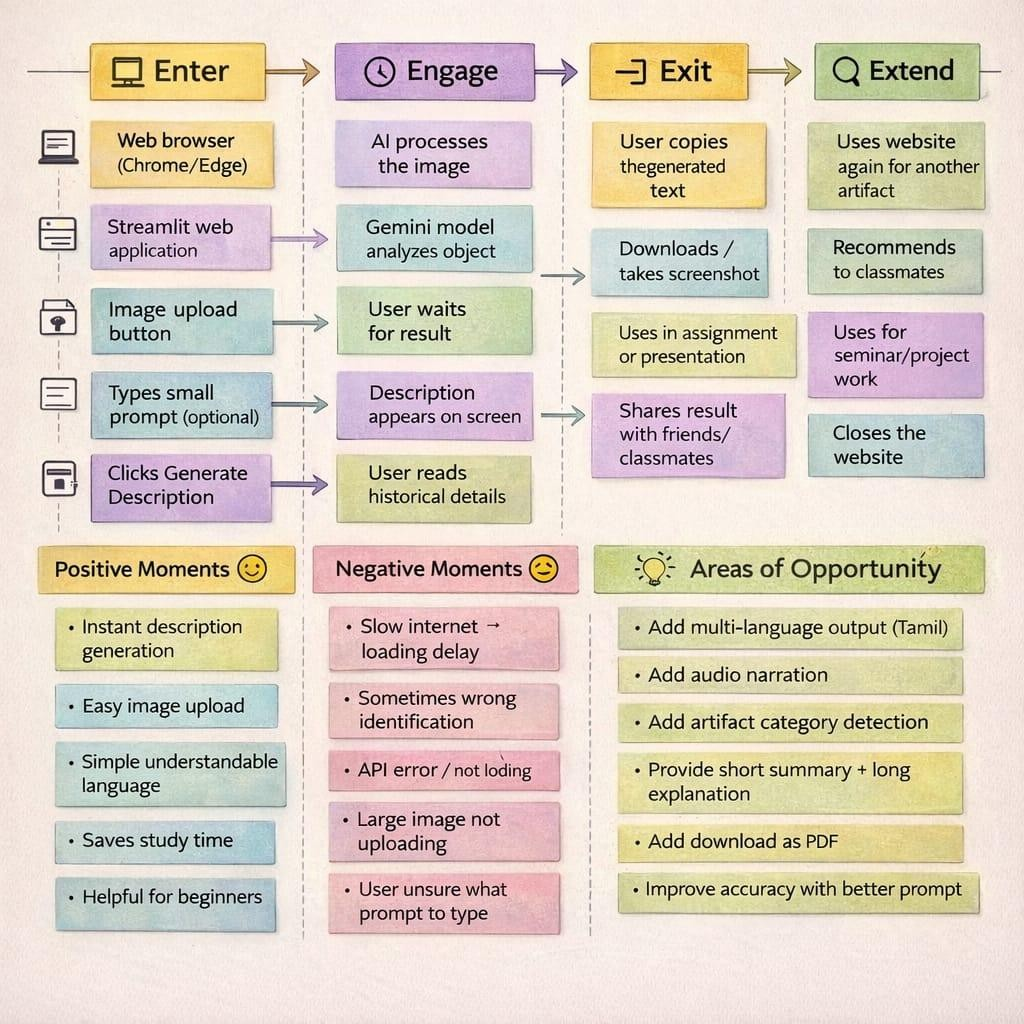 Enter
Engage
Exit
Extend
Web browser
(Chrome/Edge)
Streamlit web
application
Image upload
button
Types small
prompt (optional)
Clicks Generate
Description
AI processes
the image
Gemini model
analyzes object
User waits
for result
Description
appears on screen
User reads
historical details
User copies
thegenerated
text
Downloads /
takes screenshot
Uses in assignment
or presentation
Shares result
with friends/
classmates
Uses website
again for another
artifact
Recommends
to classmates
Uses for
seminar/project
work
Closes the
website
Positive Moments
• Instant description
generation
• Easy image upload
• Simple understandable
language
• Saves study time
• Helpful for beginners
Negative Moments
• Slow internet →
loading delay
• Sometimes wrong
identification
• API error / not loding
• Large image not
uploading
• User unsure what
prompt to type
Areas of Opportunity
• Add multi-language output (Tamil)
• Add audio narration
• Add artifact category detection
• Provide short summary + long
explanation
• Add download as PDF
• Improve accuracy with better prompt